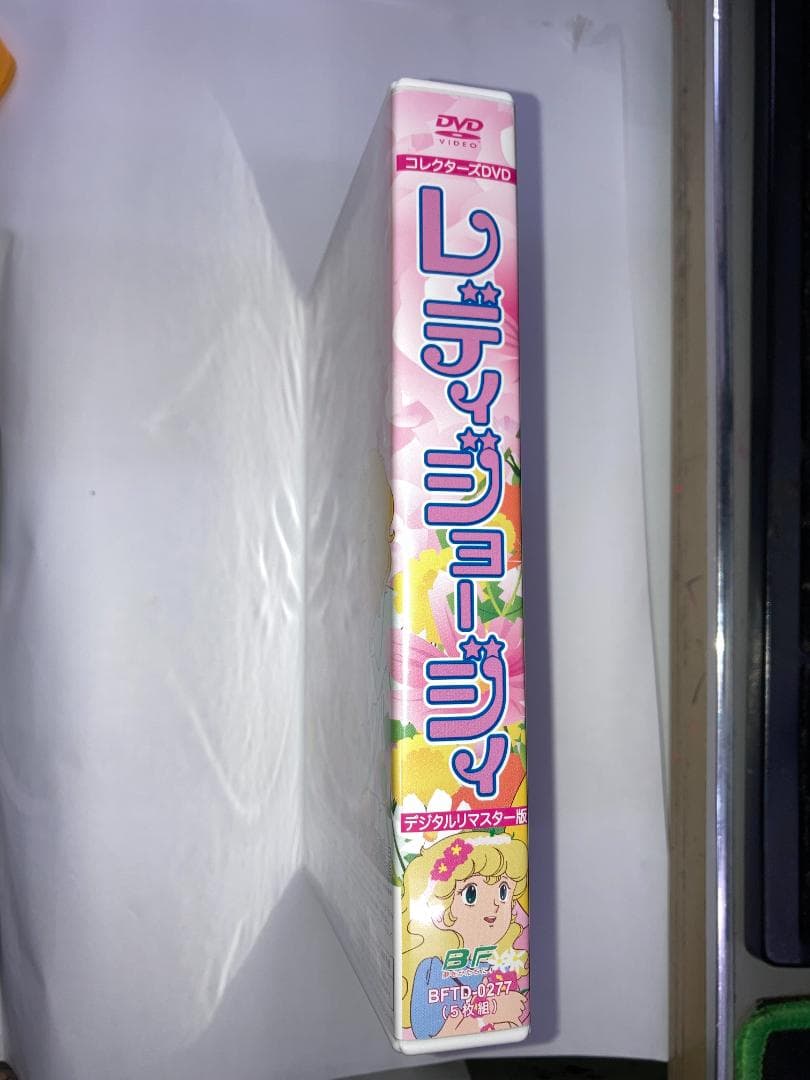 DVD
VIDEO
コレクターズDVD
レディジョージィ
デジタルリマスター版
BF
BFTD-0277
(5枚組)